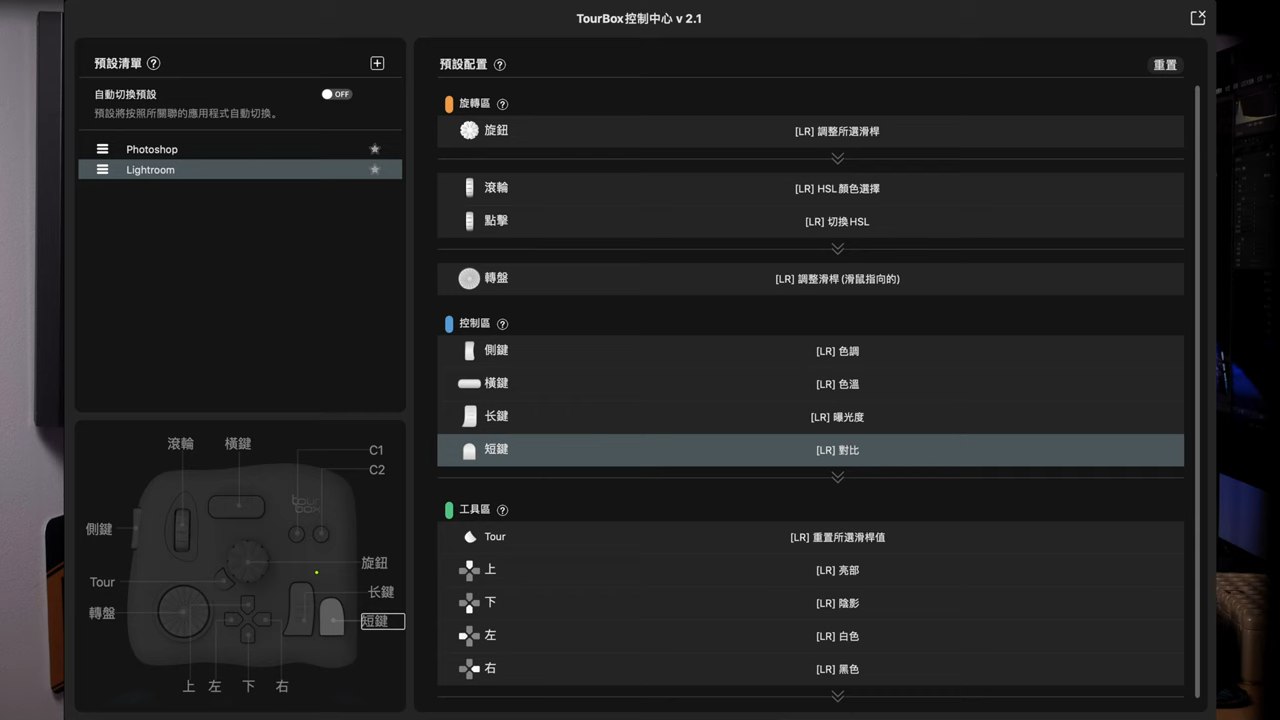 TourBox控制中心 v 2.1
預設清單 ?
自動切換預設
OFF
預設將按照所關聯的應用程式自動切換。
Photoshop
Lightroom
滾輪
橫鍵
C1
C2
側鍵
tour box
旋鈕
Tour
长鍵
轉盤
短鍵
上 左 下 右
預設配置 ?
重置
旋轉區 ?
旋鈕 [LR] 調整所選滑桿
滾輪 [LR] HSL 顏色選擇
點擊 [LR] 切換HSL
轉盤 [LR] 調整滑桿 (滑鼠指向的)
控制區 ?
側鍵 [LR] 色調
橫鍵 [LR] 色溫
长鍵 [LR] 曝光度
短鍵 [LR] 對比
工具區 ?
Tour [LR] 重置所選滑桿值
上 [LR] 亮部
下 [LR] 陰影
左 [LR] 白色
右 [LR] 黑色